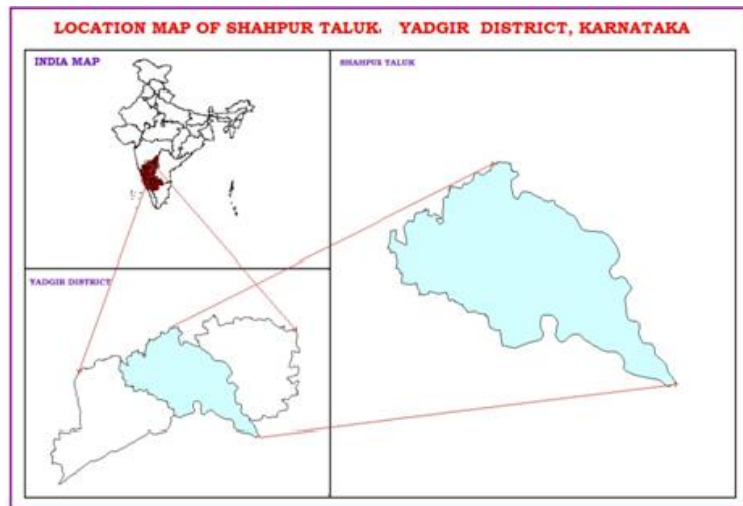 LOCATION MAP OF SHAHPUR TALUK, YADGIR DISTRICT, KARNATAKA
INDIA MAP
SHAHPUR TALUK
YADGIR DISTRICT